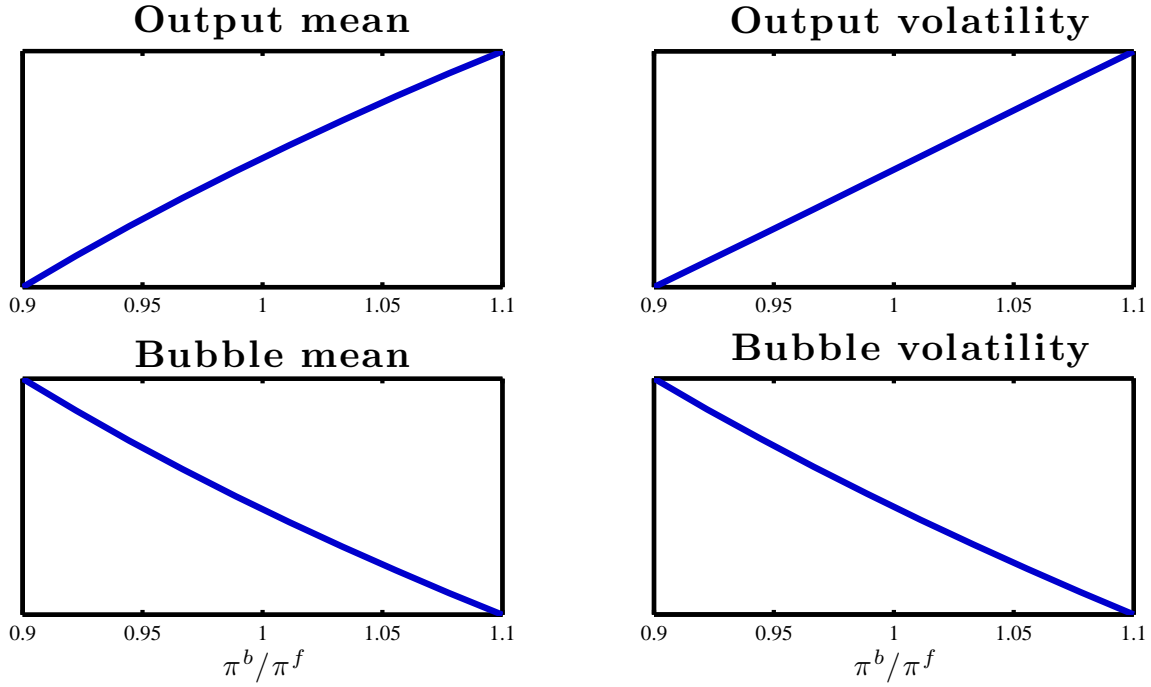 Output mean
Output volatility
0.9 0.95 1 1.05 1.1
0.9 0.95 1 1.05 1.1
Bubble mean
Bubble volatility
0.9 0.95 1 1.05 1.1
π^b/π^f
0.9 0.95 1 1.05 1.1
π^b/π^f